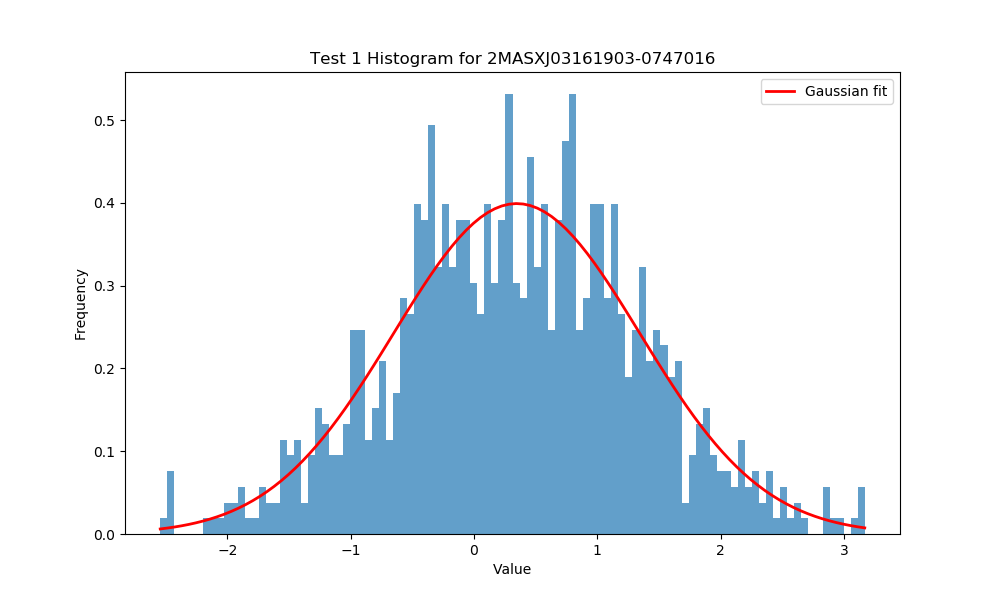 Test 1 Histogram for 2MASXJ03161903-0747016
Gaussian fit
Frequency
0.5
0.4
0.3
0.2
0.1
0.0
−2 −1 0 1 2 3
Value